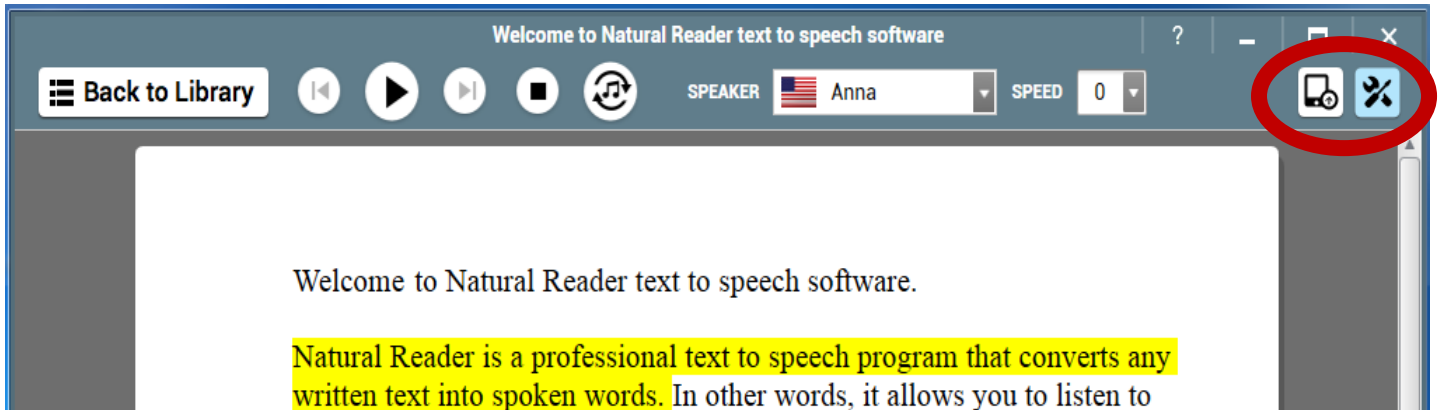 Welcome to Natural Reader text to speech software
?
Back to Library
SPEAKER Anna SPEED 0
Welcome to Natural Reader text to speech software.
Natural Reader is a professional text to speech program that converts any
written text into spoken words. In other words, it allows you to listen to